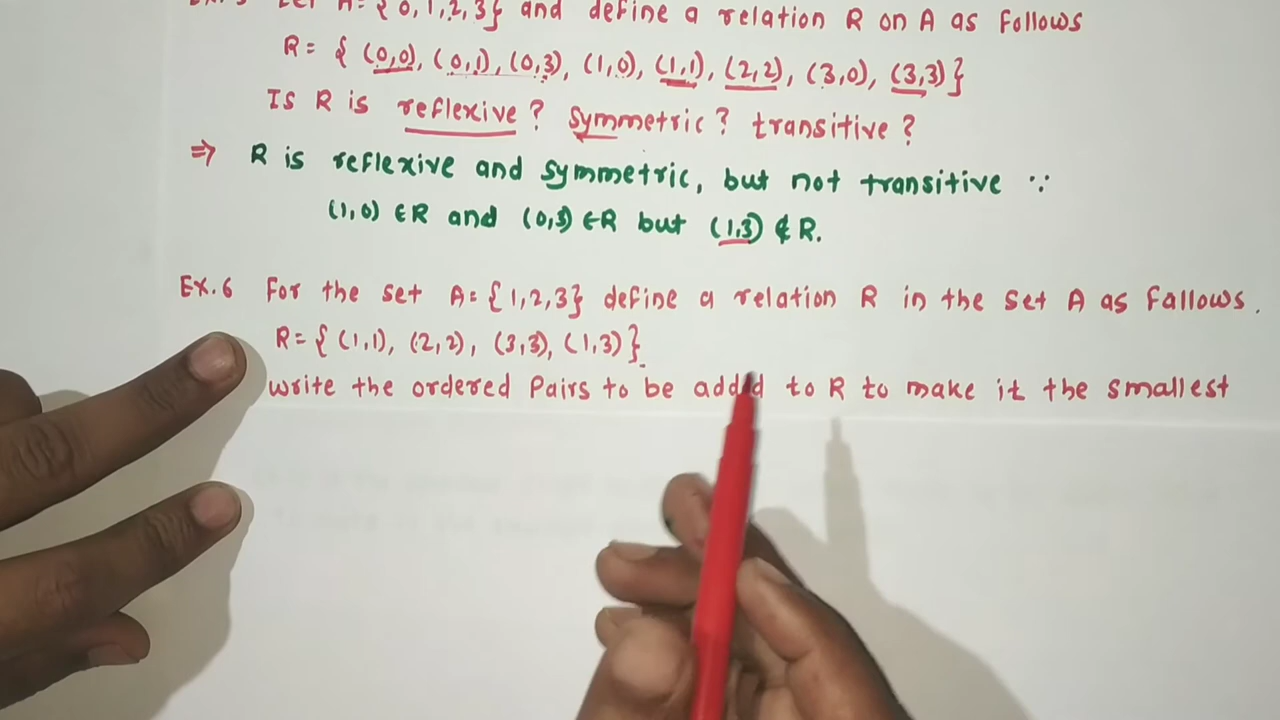 Let A={0,1,2,3} and define a relation R on A as Follows
R= { (0,0), (0,1), (0,3), (1,0), (1,1), (2,2), (3,0), (3,3)}
Is R is reflexive? symmetric? transitive?
⇒ R is reflexive and symmetric, but not transitive ∵
(1,0) ∈R and (0,3) ∈R but (1,3) ∉ R.
Ex.6 For the set A={1,2,3} define a relation R in the set A as Fallows.
R={ (1,1), (2,2), (3,3), (1,3)}.
write the ordered Pairs to be added to R to make it the smallest